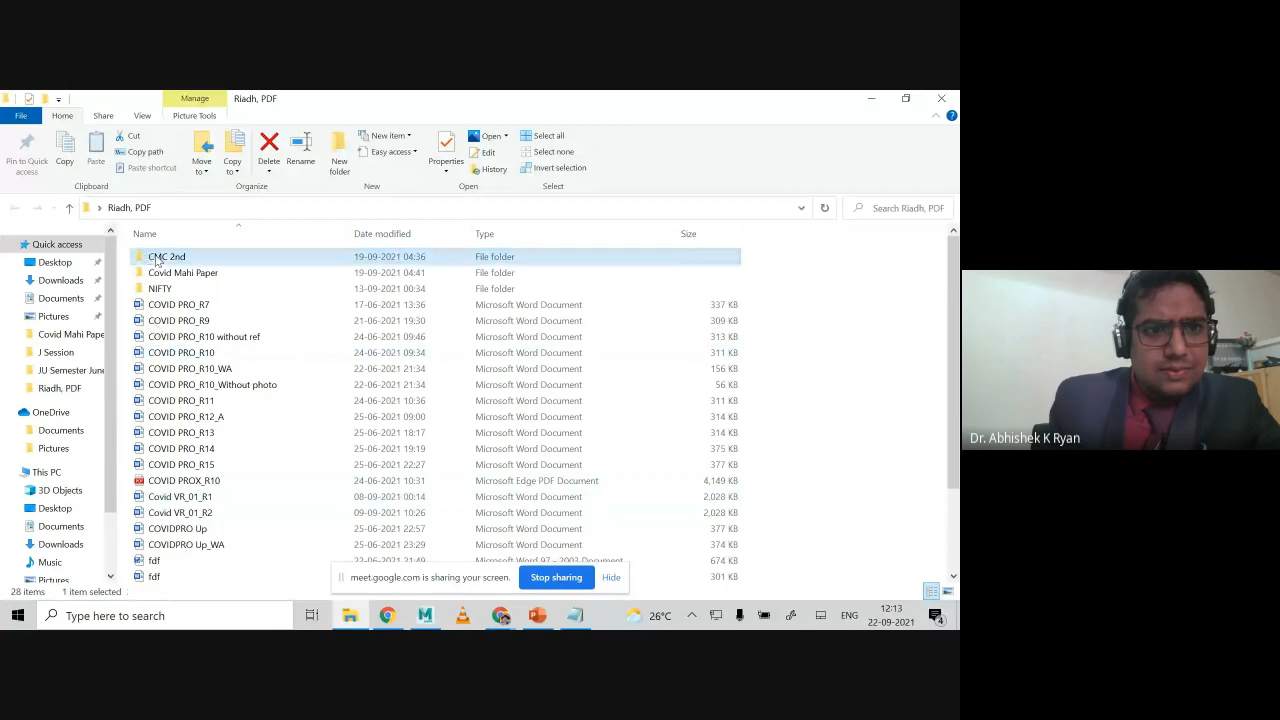 Manage
Riadh, PDF
File
Home
Share
View
Picture Tools
Pin to Quick access
Copy
Paste
Cut
Copy path
Paste shortcut
Clipboard
Move to
Copy to
Delete
Rename
Organize
New folder
New item
Easy access
New
Properties
Open
Edit
History
Open
Select all
Select none
Invert selection
Select
Riadh, PDF
Search Riadh, PDF
Name Date modified Type Size
Quick access
Desktop
Downloads
Documents
Pictures
Covid Mahi Pape
J Session
JU Semester June
Riadh, PDF
OneDrive
Documents
Pictures
This PC
3D Objects
Desktop
Documents
Downloads
Music
Pictures
CMC 2nd 19-09-2021 04:36 File folder
Covid Mahi Paper 19-09-2021 04:41 File folder
NIFTY 13-09-2021 00:34 File folder
COVID PRO_R7 17-06-2021 13:36 Microsoft Word Document 337 KB
COVID PRO_R9 21-06-2021 19:30 Microsoft Word Document 309 KB
COVID PRO_R10 without ref 24-06-2021 09:46 Microsoft Word Document 313 KB
COVID PRO_R10 24-06-2021 09:34 Microsoft Word Document 311 KB
COVID PRO_R10_WA 22-06-2021 21:34 Microsoft Word Document 156 KB
COVID PRO_R10_Without photo 22-06-2021 21:34 Microsoft Word Document 56 KB
COVID PRO_R11 24-06-2021 10:36 Microsoft Word Document 311 KB
COVID PRO_R12_A 25-06-2021 09:00 Microsoft Word Document 314 KB
COVID PRO_R13 25-06-2021 18:17 Microsoft Word Document 314 KB
COVID PRO_R14 25-06-2021 19:19 Microsoft Word Document 375 KB
COVID PRO_R15 25-06-2021 22:27 Microsoft Word Document 377 KB
COVID PROX_R10 24-06-2021 10:31 Microsoft Edge PDF Document 4,149 KB
Covid VR_01_R1 08-09-2021 00:14 Microsoft Word Document 2,028 KB
Covid VR_01_R2 09-09-2021 10:26 Microsoft Word Document 2,028 KB
COVIDPRO Up 25-06-2021 22:57 Microsoft Word Document 377 KB
COVIDPRO Up_WA 25-06-2021 23:29 Microsoft Word Document 374 KB
fdf 22-06-2021 21:49 Microsoft Word 97 - 2003 Document 674 KB
fdf 301 KB
meet.google.com is sharing your screen. Stop sharing Hide
28 items 1 item selected
Type here to search
26°C
ENG
12:13
22-09-2021
4
Dr. Abhishek K Ryan